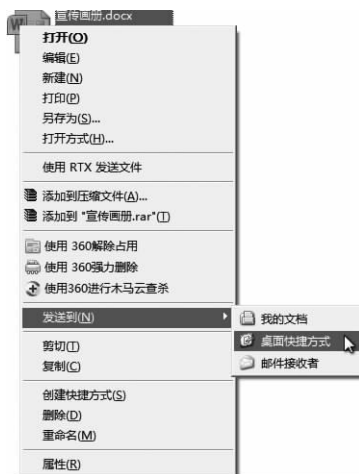 宣传画册.docx
打开(O)
编辑(E)
新建(N)
打印(P)
另存为(S)...
打开方式(H)...
使用 RTX 发送文件
添加到压缩文件(A)...
添加到 "宣传画册.rar"(T)
使用 360解除占用
使用 360强力删除
使用360进行木马云查杀
发送到(N)
我的文档
桌面快捷方式
邮件接收者
剪切(T)
复制(C)
创建快捷方式(S)
删除(D)
重命名(M)
属性(R)